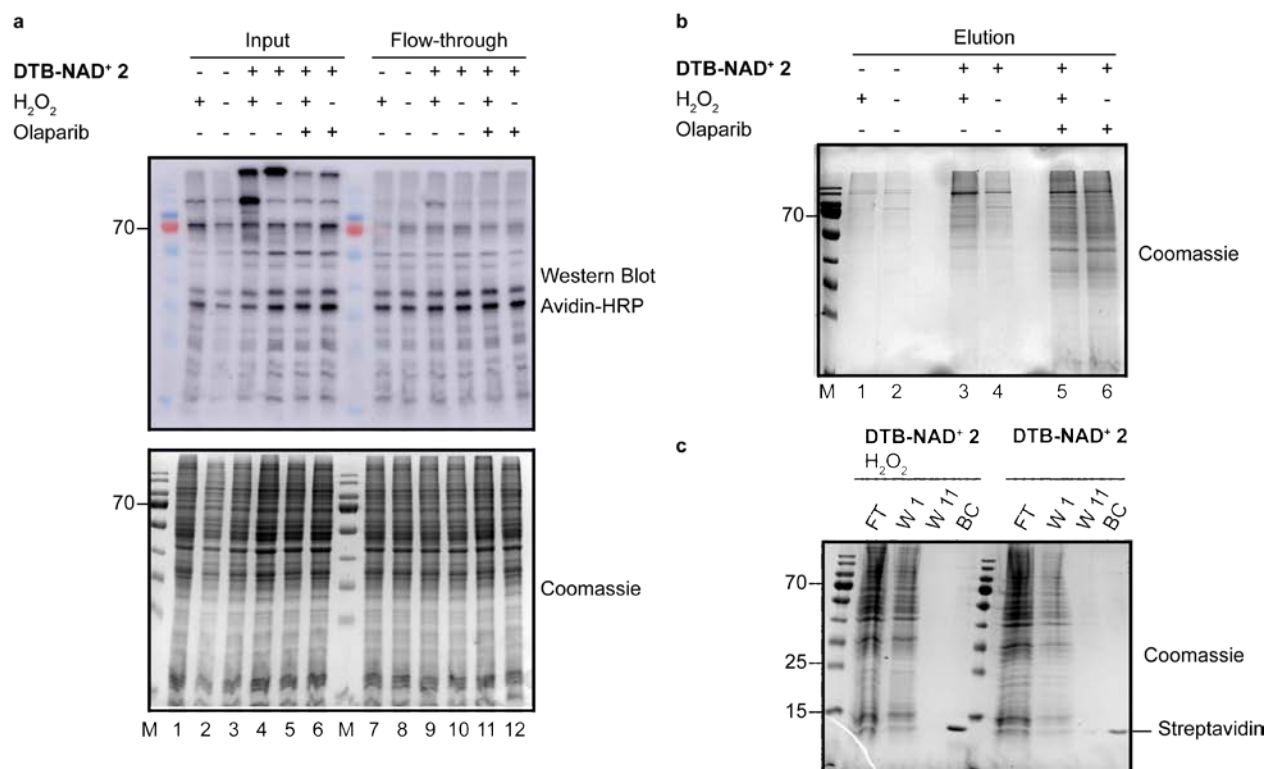 a
Input Flow-through
DTB-NAD⁺ 2 - - + + + + - - + + + +
H₂O₂ + - + - + - + - + - + -
Olaparib - - - - + + - - - - + +
70
Western Blot
Avidin-HRP
70
Coomassie
M 1 2 3 4 5 6 M 7 8 9 10 11 12
b
Elution
DTB-NAD⁺ 2 - - + + + +
H₂O₂ + - + - + -
Olaparib - - - - + +
70
Coomassie
M 1 2 3 4 5 6
c
DTB-NAD⁺ 2 DTB-NAD⁺ 2
H₂O₂
FT W 1 W 11 BC FT W 1 W 11 BC
70
25
15
Coomassie
Streptavidin